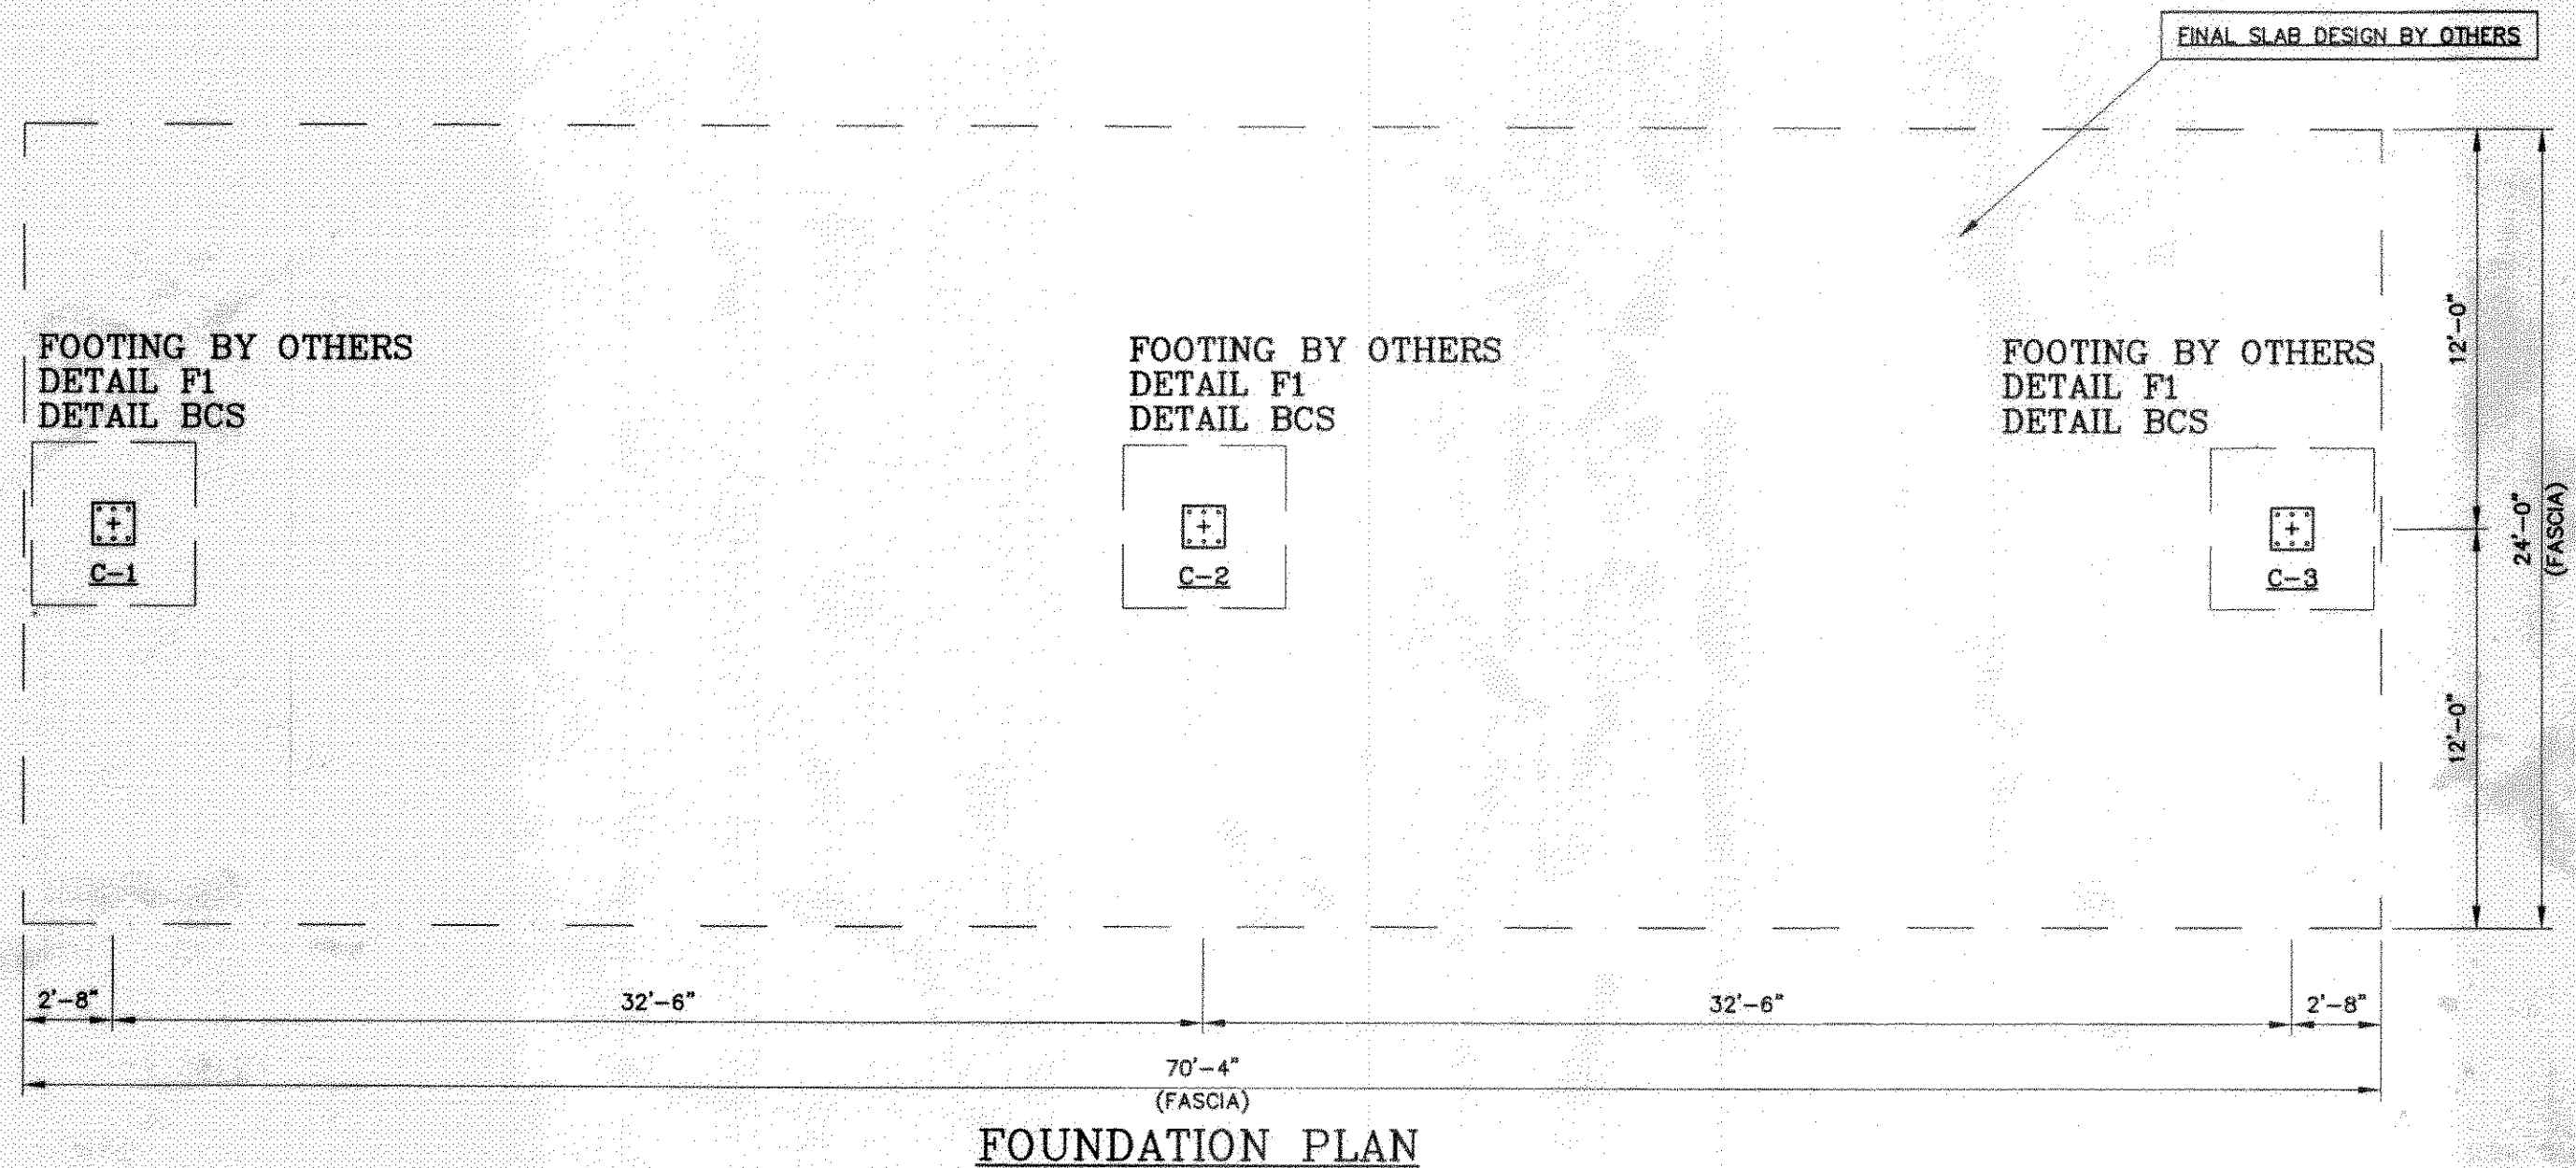 FINAL SLAB DESIGN BY OTHERS
FOOTING BY OTHERS
DETAIL F1
DETAIL BCS
C-1
FOOTING BY OTHERS
DETAIL F1
DETAIL BCS
C-2
FOOTING BY OTHERS
DETAIL F1
DETAIL BCS
C-3
12'-0"
12'-0"
24'-0"
(FASCIA)
2'-8"
32'-6"
32'-6"
2'-8"
70'-4"
(FASCIA)
FOUNDATION PLAN